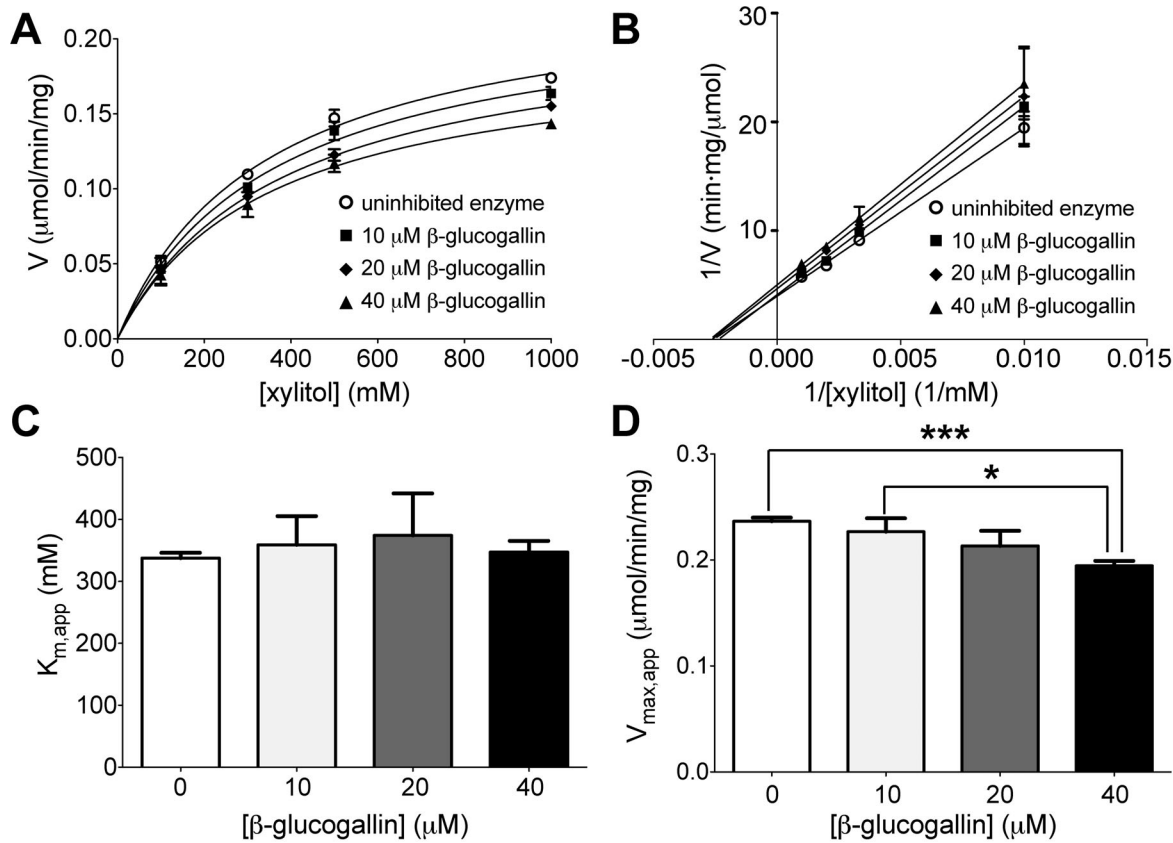 A
V (μmol/min/mg)
0.20
0.15
0.10
0.05
0.00
0 200 400 600 800 1000
[xylitol] (mM)
uninhibited enzyme
10 μM β-glucogallin
20 μM β-glucogallin
40 μM β-glucogallin
B
1/V (min·mg/μmol)
30
20
10
-0.005 0.000 0.005 0.010 0.015
1/[xylitol] (1/mM)
uninhibited enzyme
10 μM β-glucogallin
20 μM β-glucogallin
40 μM β-glucogallin
C
Km,app (mM)
500
400
300
200
100
0
0 10 20 40
[β-glucogallin] (μM)
D
Vmax,app (μmol/min/mg)
0.3
0.2
0.1
0.0
***
*
0 10 20 40
[β-glucogallin] (μM)